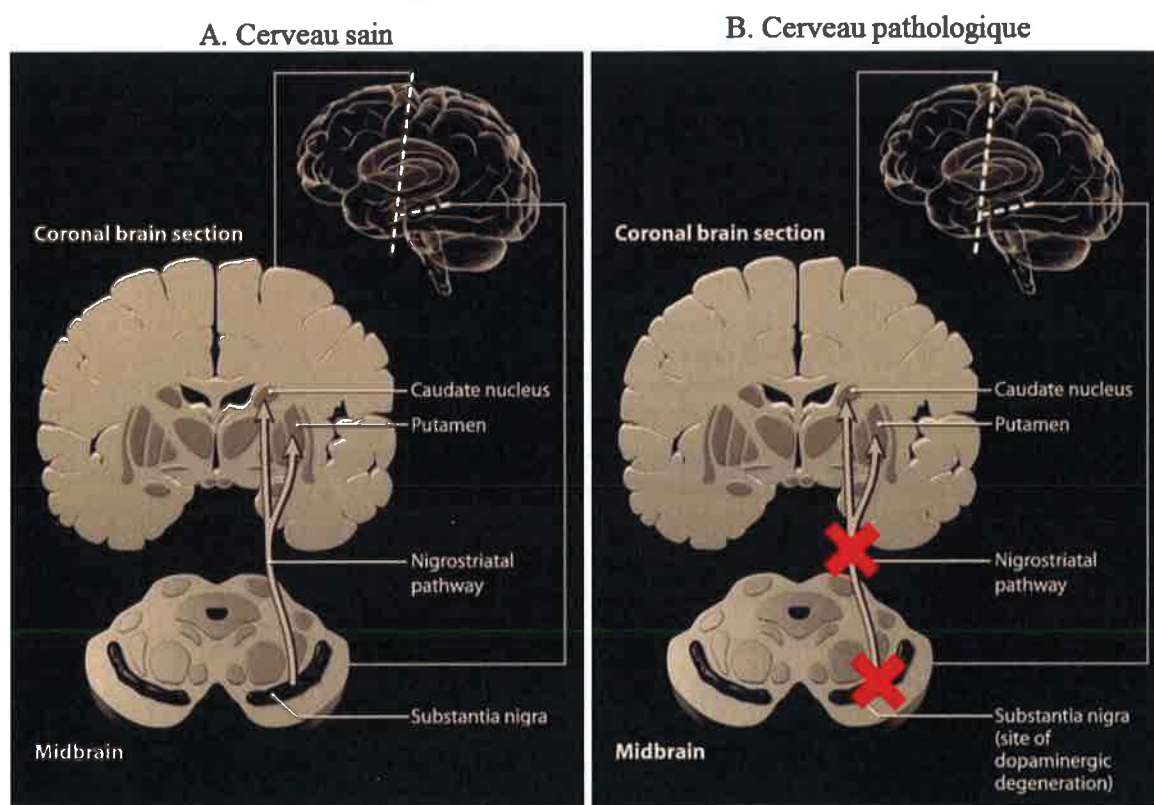 A. Cerveau sain
Coronal brain section
Caudate nucleus
Putamen
Nigrostriatal
pathway
Substantia nigra
Midbrain
B. Cerveau pathologique
Coronal brain section
Caudate nucleus
Putamen
Nigrostriatal
pathway
Substantia nigra
(site of
dopaminergic
degeneration)
Midbrain